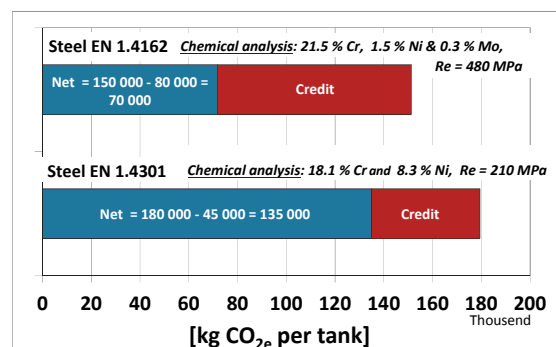 Steel EN 1.4162 Chemical analysis: 21.5 % Cr, 1.5 % Ni & 0.3 % Mo,
Re = 480 MPa
Net = 150 000 - 80 000 =
70 000
Credit
Steel EN 1.4301 Chemical analysis: 18.1 % Cr and 8.3 % Ni, Re = 210 MPa
Net = 180 000 - 45 000 = 135 000
Credit
0 20 40 60 80 100 120 140 160 180 200
Thousend
[kg CO2e per tank]